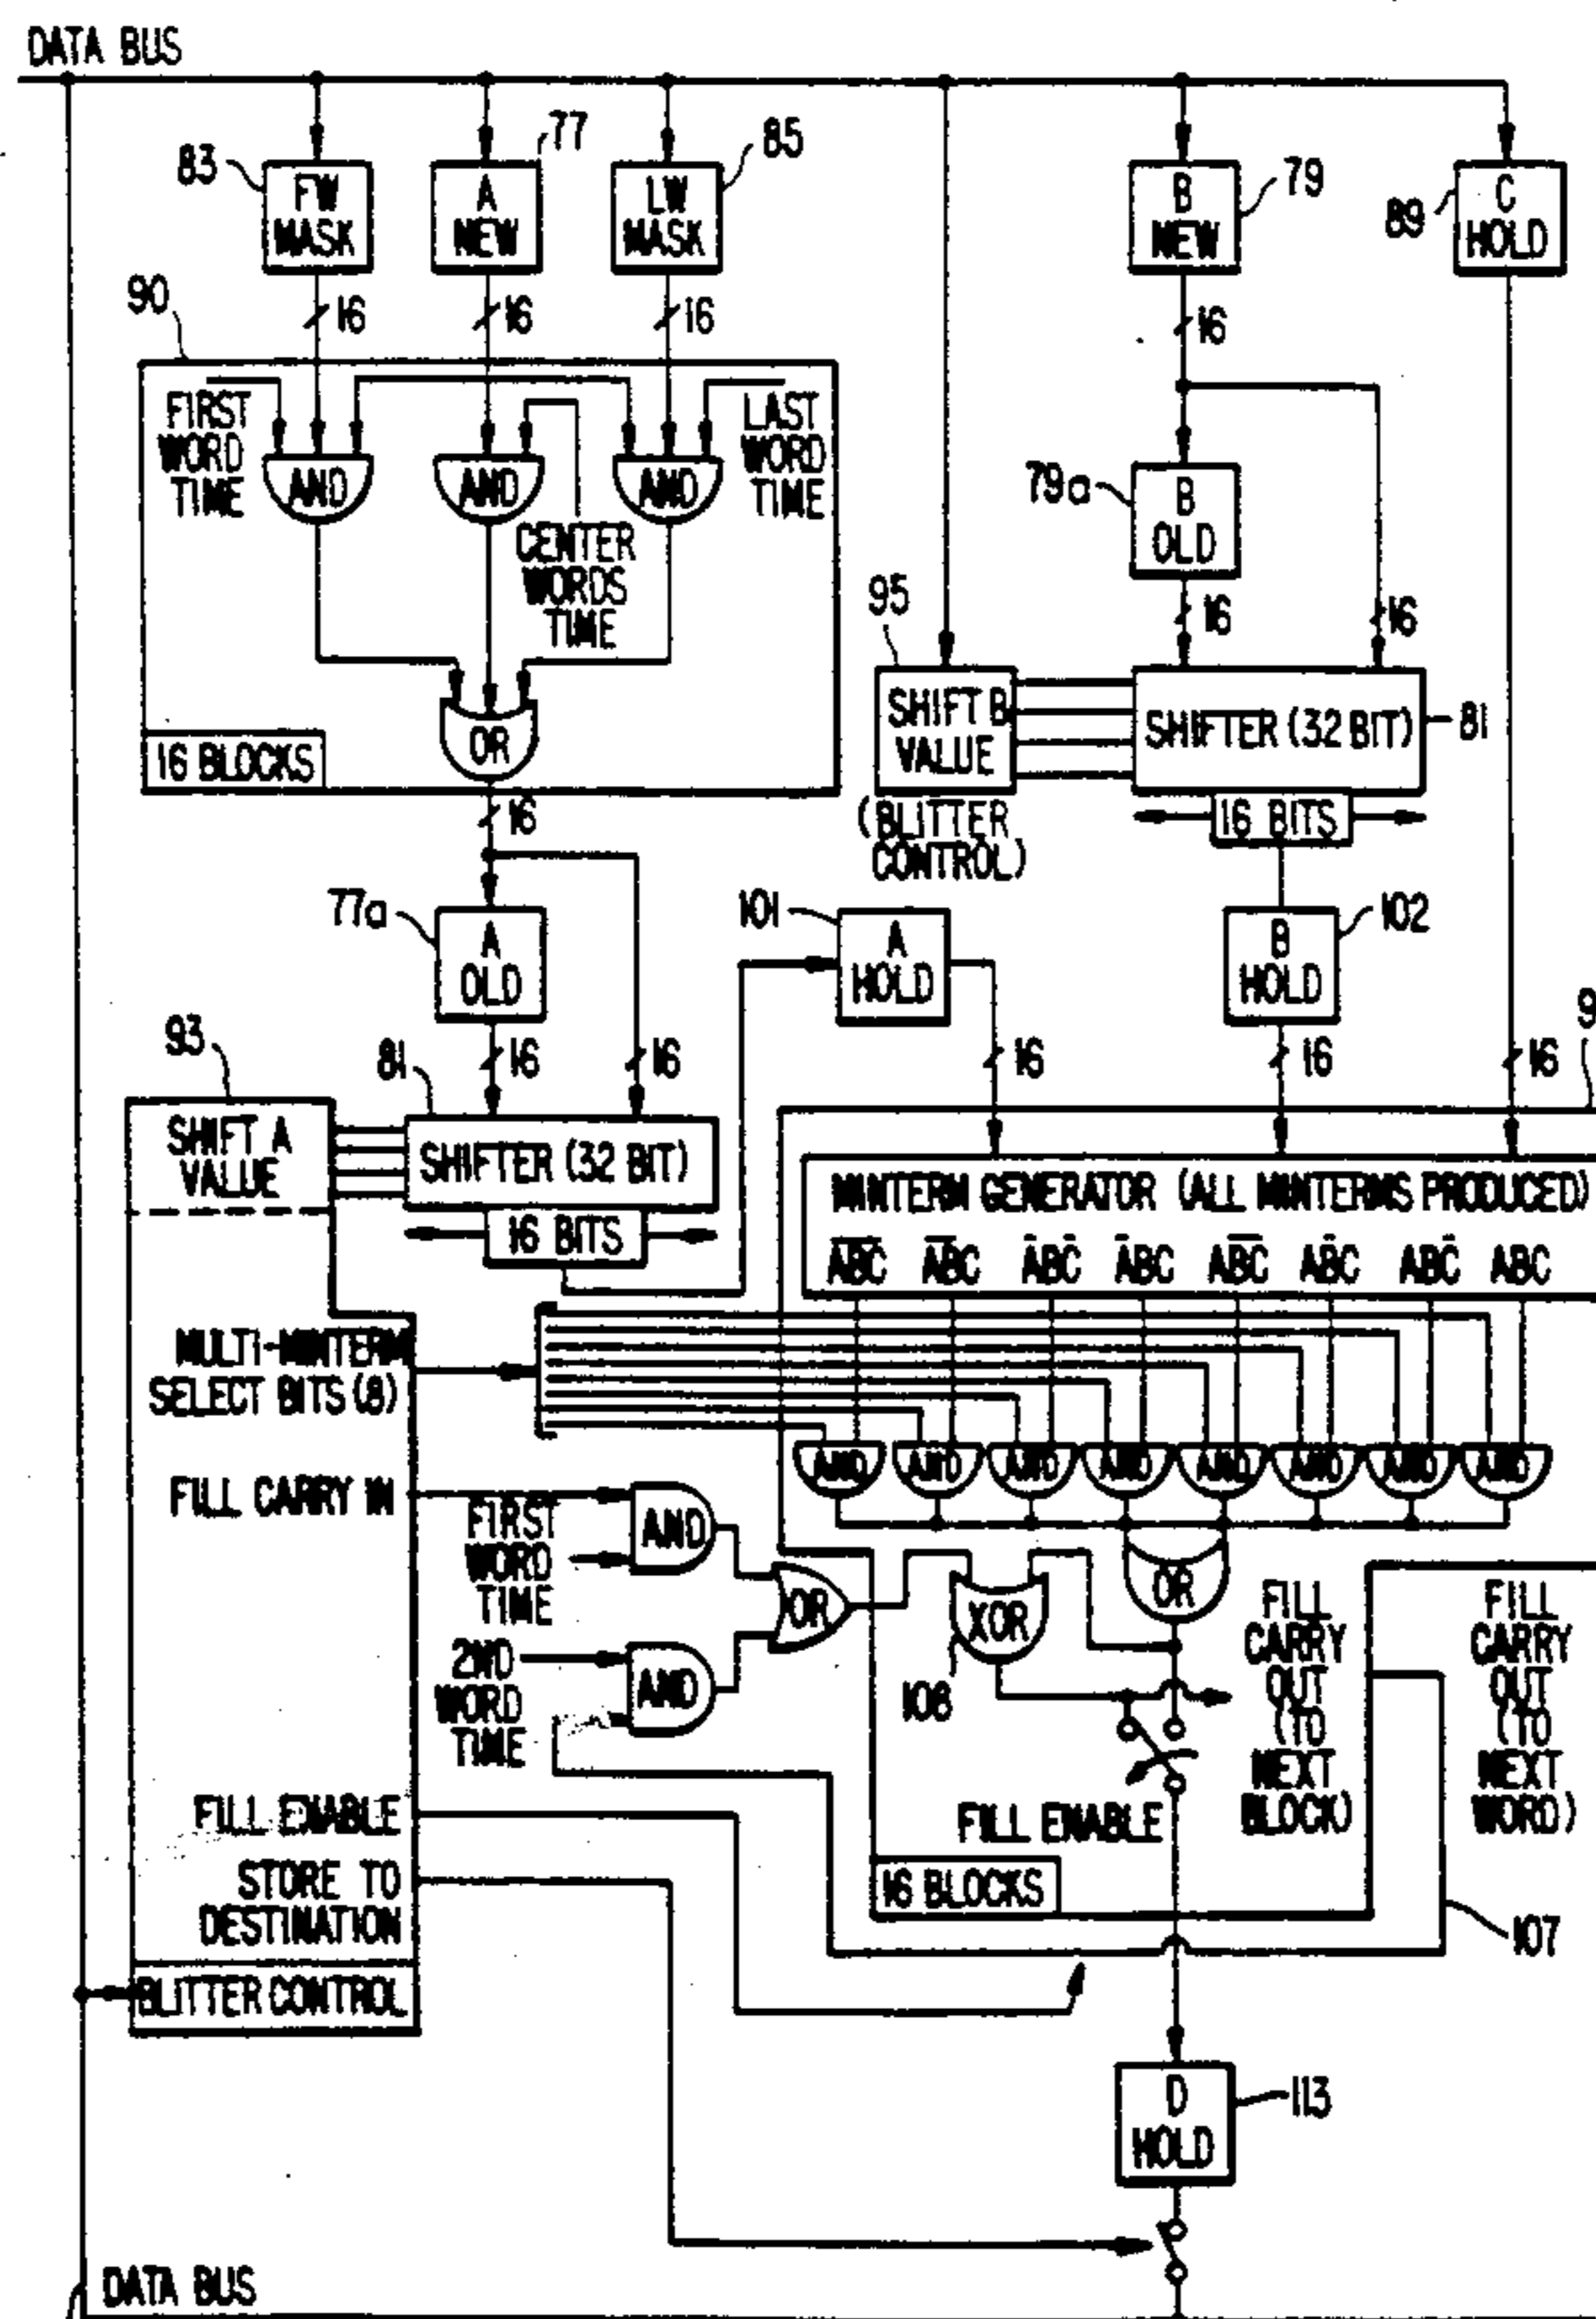 DATA BUS
83
FW
MASK
77
A
NEW
85
LW
MASK
79
B
NEW
89
C
HOLD
16
16
16
16
90
FIRST
WORD
TIME
AND
AND
AND
LAST
WORD
TIME
CENTER
WORDS
TIME
OR
16 BLOCKS
79a
B
OLD
16
16
95
SHIFT B
VALUE
(BLITTER
CONTROL)
SHIFTER (32 BIT)
81
16 BITS
16
77a
A
OLD
101
A
HOLD
102
B
HOLD
93
81
16
16
16
16
16
9
SHIFT A
VALUE
SHIFTER (32 BIT)
16 BITS
MINTERM GENERATOR (ALL MINTERMS PRODUCED)
A̅B̅C̅ A̅B̅C A̅BC̅ A̅BC AB̅C̅ AB̅C ABC̅ ABC
MULTI-MINTERM
SELECT BITS (8)
AND AND AND AND AND AND AND AND
FILL CARRY IN
FIRST
WORD
TIME
AND
OR
2ND
WORD
TIME
AND
XOR
108
OR
FILL
CARRY
OUT
(TO
NEXT
BLOCK)
FILL
CARRY
OUT
(TO
NEXT
WORD)
FILL ENABLE
16 BLOCKS
FILL ENABLE
STORE TO
DESTINATION
107
BLITTER CONTROL
D
HOLD
113
DATA BUS